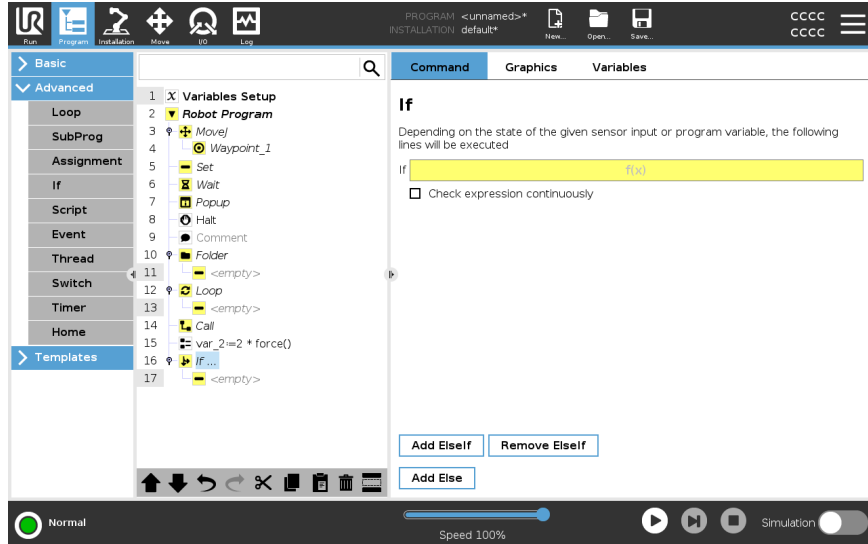 PROGRAM <unnamed>*
INSTALLATION default*
CCCC
CCCC
UR
Run
Program
Installation
Move
I/O
Log
New...
Open...
Save...
Basic
Advanced
Loop
SubProg
Assignment
If
Script
Event
Thread
Switch
Timer
Home
Templates
1 X Variables Setup
2 Robot Program
3 MoveJ
4 Waypoint_1
5 Set
6 Wait
7 Popup
8 Halt
9 Comment
10 Folder
11 <empty>
12 Loop
13 <empty>
14 Call
15 var_2≔2 * force()
16 If ...
17 <empty>
Command
Graphics
Variables
If
Depending on the state of the given sensor input or program variable, the following
lines will be executed
If f(x)
Check expression continuously
Add ElseIf
Remove ElseIf
Add Else
Normal
Speed 100%
Simulation